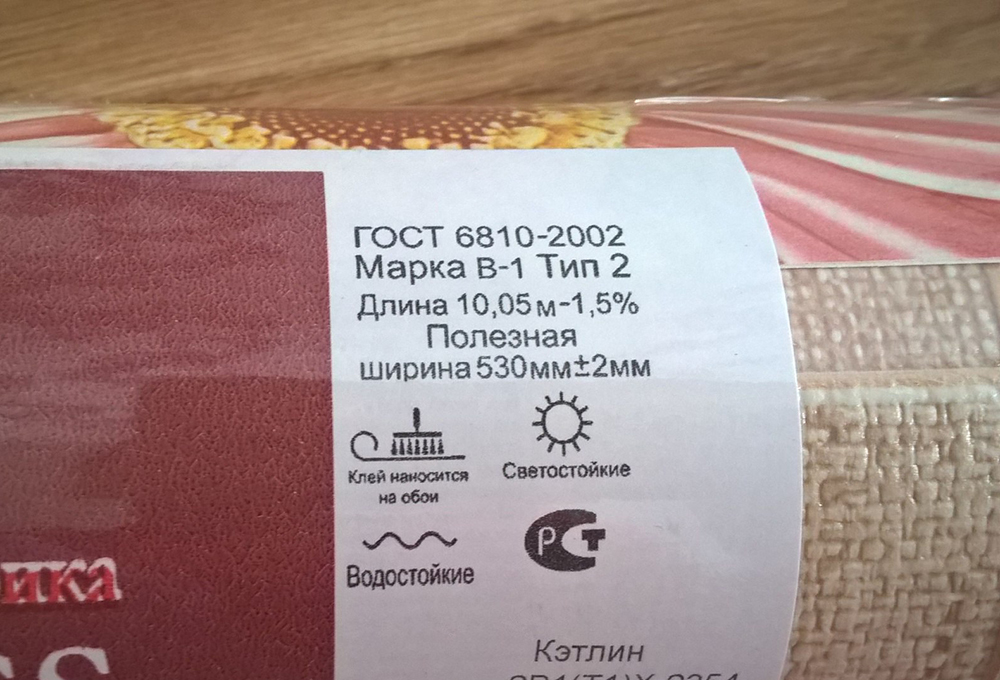 ГОСТ 6810-2002
Марка В-1 Тип 2
Длина 10,05м-1,5%
Полезная
ширина 530мм±2мм
Клей наносится
на обои
Светостойкие
Водостойкие
РСТ
ика
Кэтлин